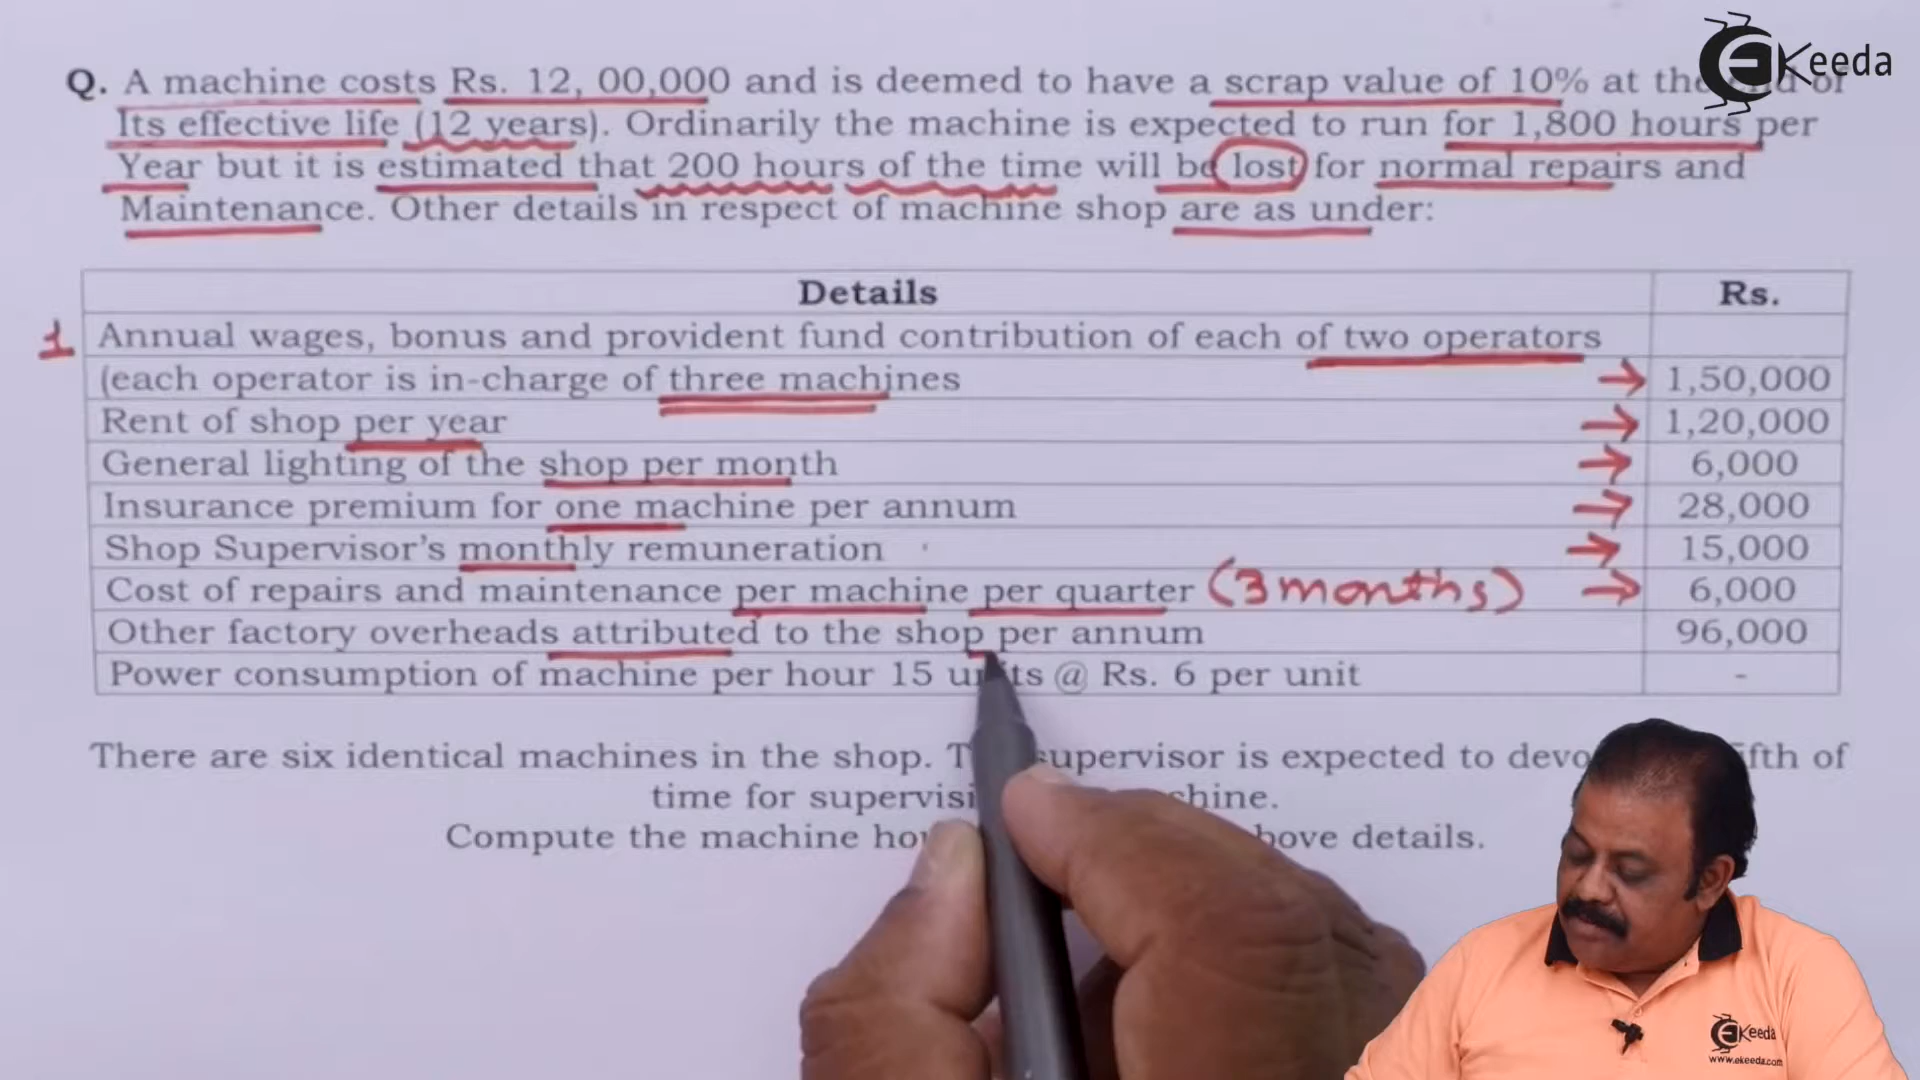 EKeeda
Q. A machine costs Rs. 12, 00,000 and is deemed to have a scrap value of 10% at the end of
Its effective life (12 years). Ordinarily the machine is expected to run for 1,800 hours per
Year but it is estimated that 200 hours of the time will be lost for normal repairs and
Maintenance. Other details in respect of machine shop are as under:
Details Rs.
1 Annual wages, bonus and provident fund contribution of each of two operators
(each operator is in-charge of three machines → 1,50,000
Rent of shop per year → 1,20,000
General lighting of the shop per month → 6,000
Insurance premium for one machine per annum → 28,000
Shop Supervisor's monthly remuneration → 15,000
Cost of repairs and maintenance per machine per quarter (3 months) → 6,000
Other factory overheads attributed to the shop per annum 96,000
Power consumption of machine per hour 15 units @ Rs. 6 per unit -
There are six identical machines in the shop. supervisor is expected to of
time for
Compute the machine details.
EKeeda
www.ekeeda.com